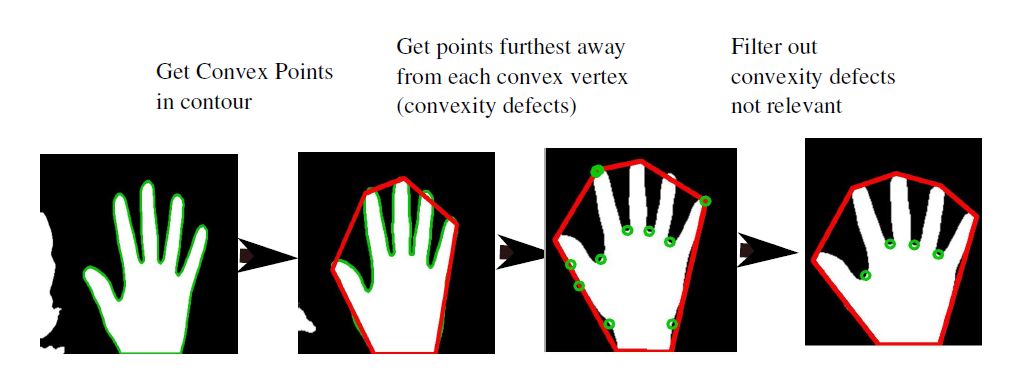 Get Convex Points
in contour
Get points furthest away
from each convex vertex
(convexity defects)
Filter out
convexity defects
not relevant